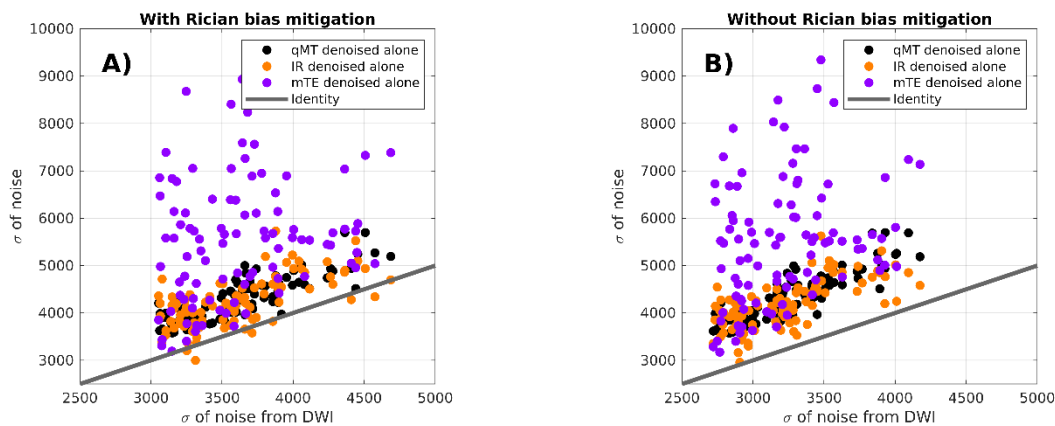 With Rician bias mitigation
A)
qMT denoised alone
IR denoised alone
mTE denoised alone
Identity
10000
9000
8000
7000
6000
5000
4000
3000
σ of noise
2500 3000 3500 4000 4500 5000
σ of noise from DWI
Without Rician bias mitigation
B)
qMT denoised alone
IR denoised alone
mTE denoised alone
Identity
10000
9000
8000
7000
6000
5000
4000
3000
σ of noise
2500 3000 3500 4000 4500 5000
σ of noise from DWI